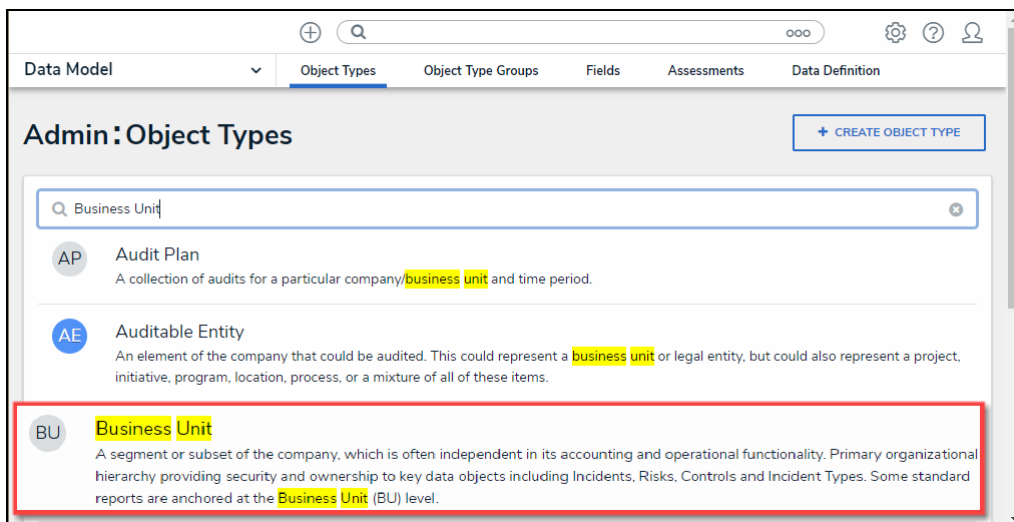 Data Model
Object Types
Object Type Groups
Fields
Assessments
Data Definition
Admin:Object Types
+ CREATE OBJECT TYPE
Business Unit
AP
Audit Plan
A collection of audits for a particular company/business unit and time period.
AE
Auditable Entity
An element of the company that could be audited. This could represent a business unit or legal entity, but could also represent a project,
initiative, program, location, process, or a mixture of all of these items.
BU
Business Unit
A segment or subset of the company, which is often independent in its accounting and operational functionality. Primary organizational
hierarchy providing security and ownership to key data objects including Incidents, Risks, Controls and Incident Types. Some standard
reports are anchored at the Business Unit (BU) level.